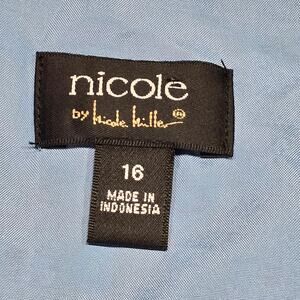 nicole
by Nicole Miller®
16
MADE IN
INDONESIA